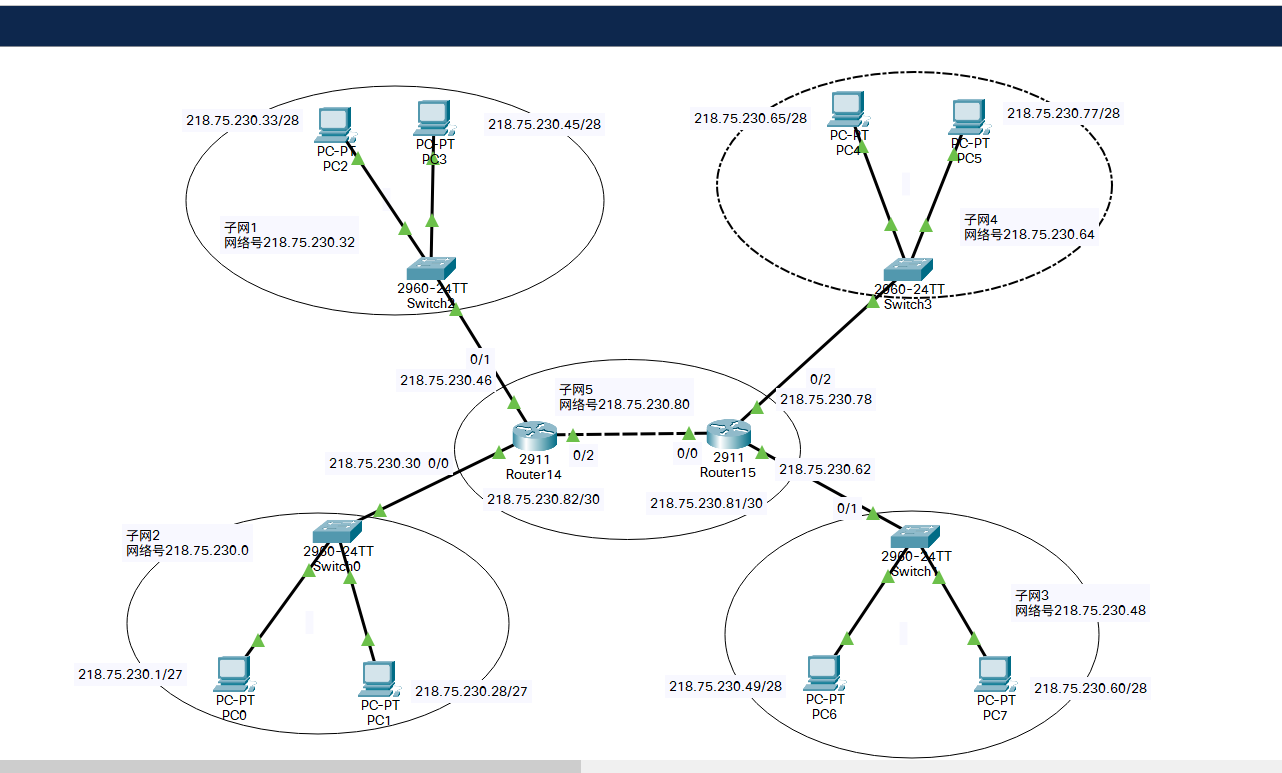 218.75.230.33/28
218.75.230.45/28
PC-PT
PC2
PC-PT
PC3
子网1
网络号218.75.230.32
2960-24TT
Switch2
218.75.230.65/28
218.75.230.77/28
PC-PT
PC4
PC-PT
PC5
子网4
网络号218.75.230.64
2960-24TT
Switch3
0/1
218.75.230.46
子网5
网络号218.75.230.80
0/2
218.75.230.78
218.75.230.30
0/0
2911
Router14
0/2
0/0
2911
Router15
218.75.230.62
218.75.230.82/30
218.75.230.81/30
0/1
子网2
网络号218.75.230.0
2960-24TT
Switch0
218.75.230.1/27
PC-PT
PC0
218.75.230.28/27
PC-PT
PC1
2960-24TT
Switch
子网3
网络号218.75.230.48
218.75.230.49/28
PC-PT
PC6
218.75.230.60/28
PC-PT
PC7